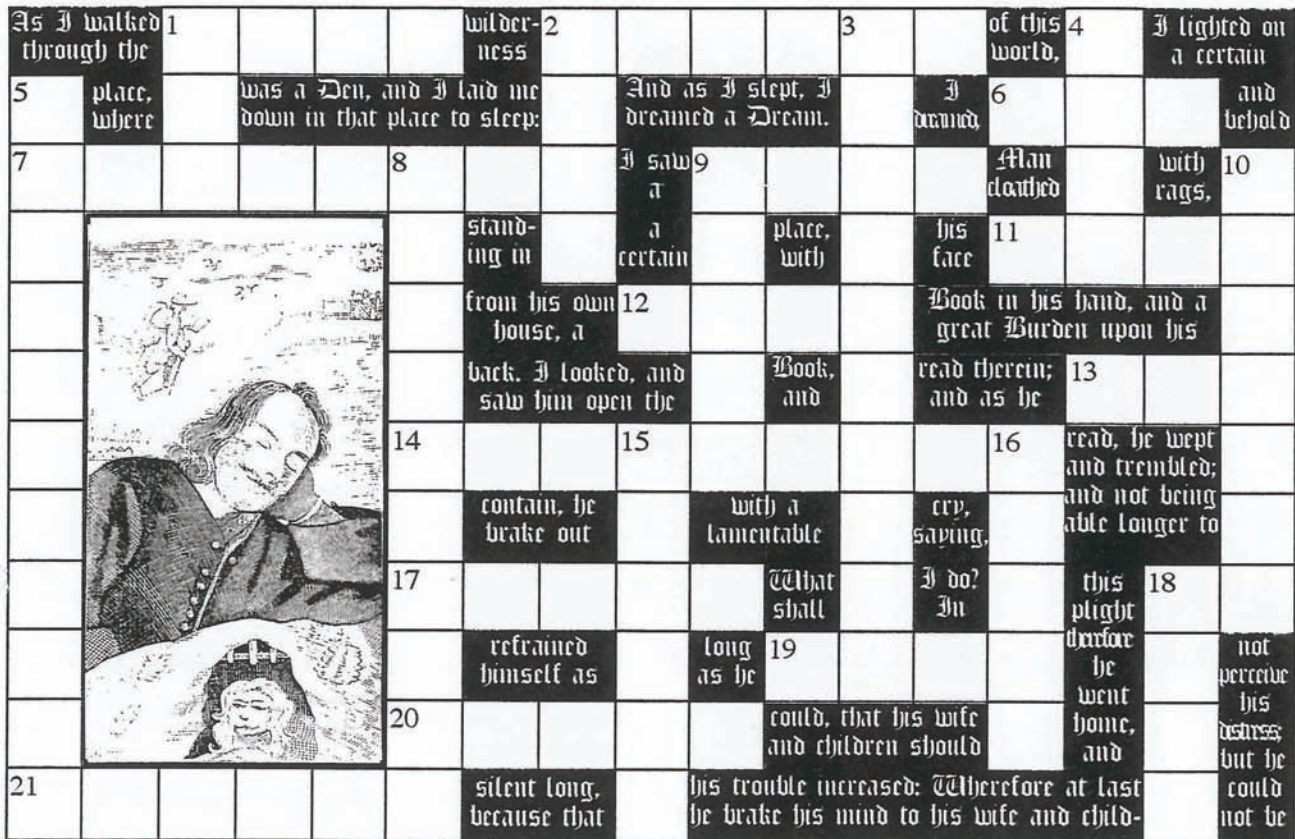 As I walked
through the
1
wilder-
ness
2
3
of this
world,
4
I lighted on
a certain
5
place,
where
was a Den, and I laid me
down in that place to sleep:
And as I slept, I
dreamed a Dream.
I
dreamed,
6
and
behold
7
8
I saw
a
9
Man
cloathed
with
rags,
10
stand-
ing in
a
certain
place,
with
his
face
11
from his own
house, a
12
Book in his hand, and a
great Burden upon his
back. I looked, and
saw him open the
Book,
and
read therein;
and as he
13
14
15
16
read, he wept
and trembled;
and not being
able longer to
contain, he
brake out
with a
lamentable
cry,
saying,
17
What
shall
I do?
In
this
plight
therefore
he
went
home,
and
18
refrained
himself as
long
as he
19
not
perceive
his
distress;
but he
could
not be
20
could, that his wife
and children should
21
silent long,
because that
his trouble increased: Wherefore at last
he brake his mind to his wife and child-